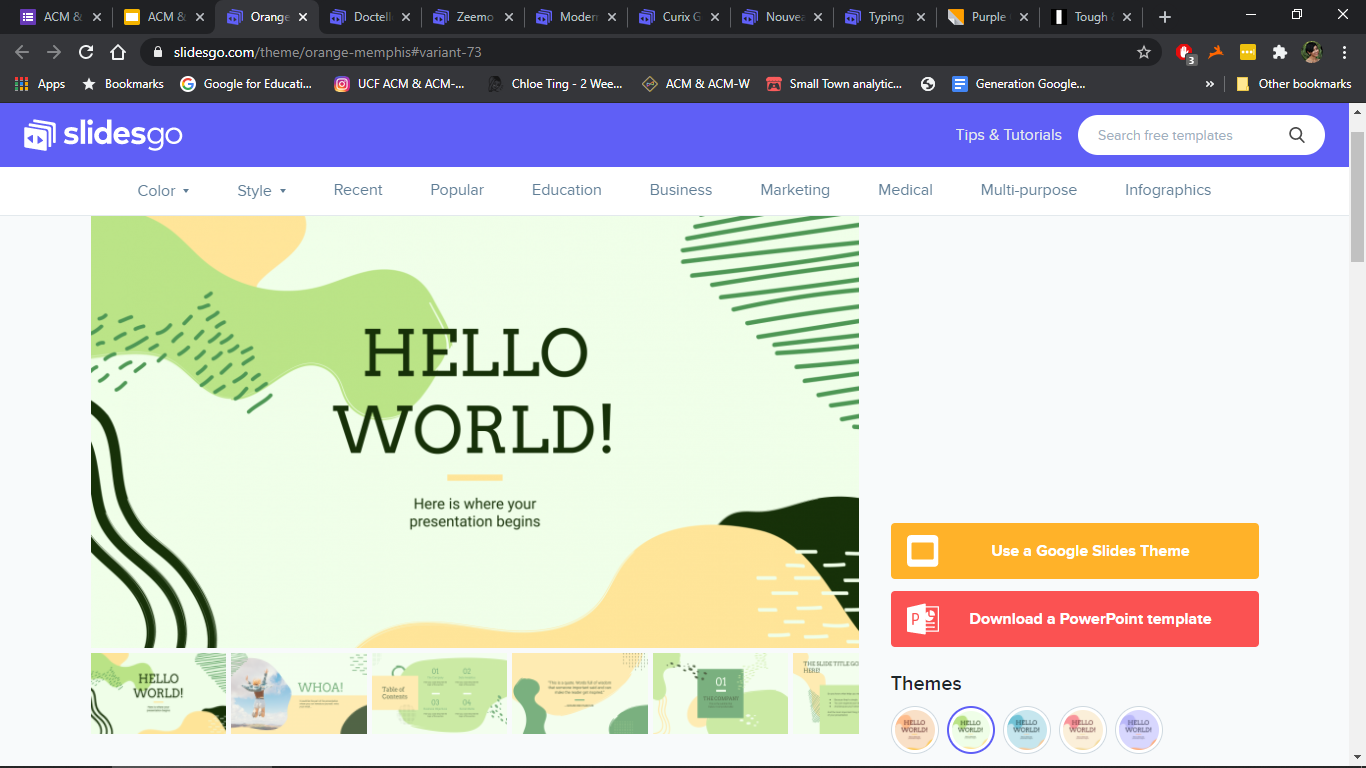 ACM &
ACM &
Orange
Doctell
Zeemo
Modern
Curix G
Nouvea
Typing
Purple
Tough
slidesgo.com/theme/orange-memphis#variant-73
3
Apps
Bookmarks
Google for Educati...
UCF ACM & ACM-...
Chloe Ting - 2 Wee...
ACM & ACM-W
Small Town analytic...
Generation Google...
»
Other bookmarks
slidesgo
Tips & Tutorials
Search free templates
Color
Style
Recent
Popular
Education
Business
Marketing
Medical
Multi-purpose
Infographics
HELLO
WORLD!
Here is where your
presentation begins
Use a Google Slides Theme
Download a PowerPoint template
HELLO
WORLD!
WHOA!
Table of
Contents
01
02
03
04
01
THE COMPANY
THE SLIDE TITLE GO
HERE!
Themes
HELLO
WORLD!
HELLO
WORLD!
HELLO
WORLD!
HELLO
WORLD!
HELLO
WORLD!